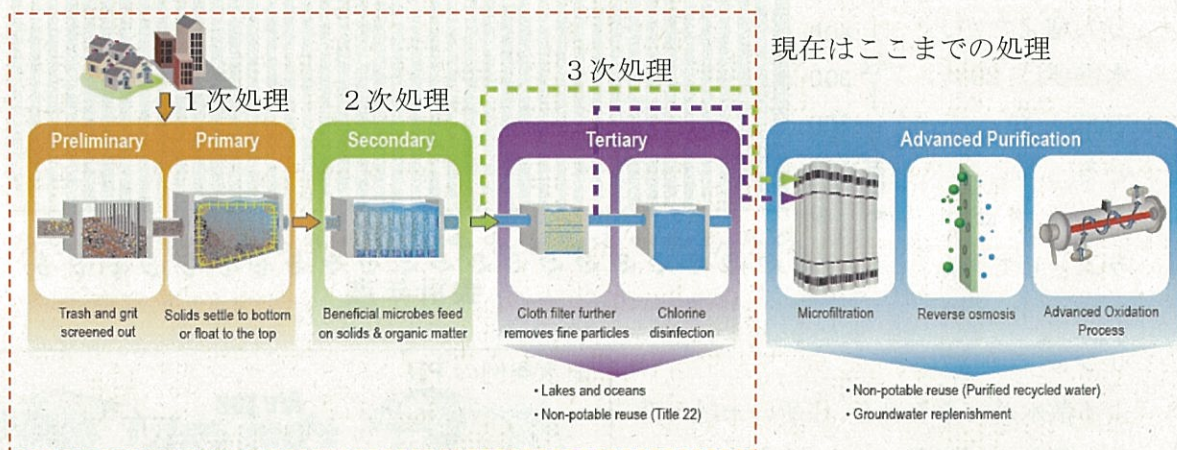 現在はここまでの処理
３次処理
１次処理
２次処理
Preliminary
Primary
Secondary
Tertiary
Advanced Purification
Trash and grit
screened out
Solids settle to bottom
or float to the top
Beneficial microbes feed
on solids & organic matter
Cloth filter further
removes fine particles
Chlorine
disinfection
Microfiltration
Reverse osmosis
Advanced Oxidation
Process
• Lakes and oceans
• Non-potable reuse (Title 22)
• Non-potable reuse (Purified recycled water)
• Groundwater replenishment